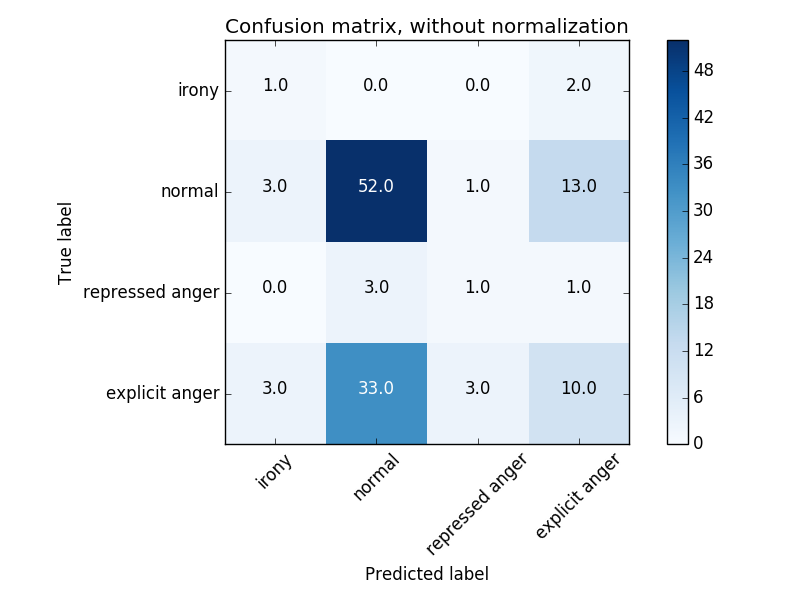 Confusion matrix, without normalization
True label
irony 1.0 0.0 0.0 2.0
normal 3.0 52.0 1.0 13.0
repressed anger 0.0 3.0 1.0 1.0
explicit anger 3.0 33.0 3.0 10.0
irony normal repressed anger explicit anger
Predicted label
48
42
36
30
24
18
12
6
0